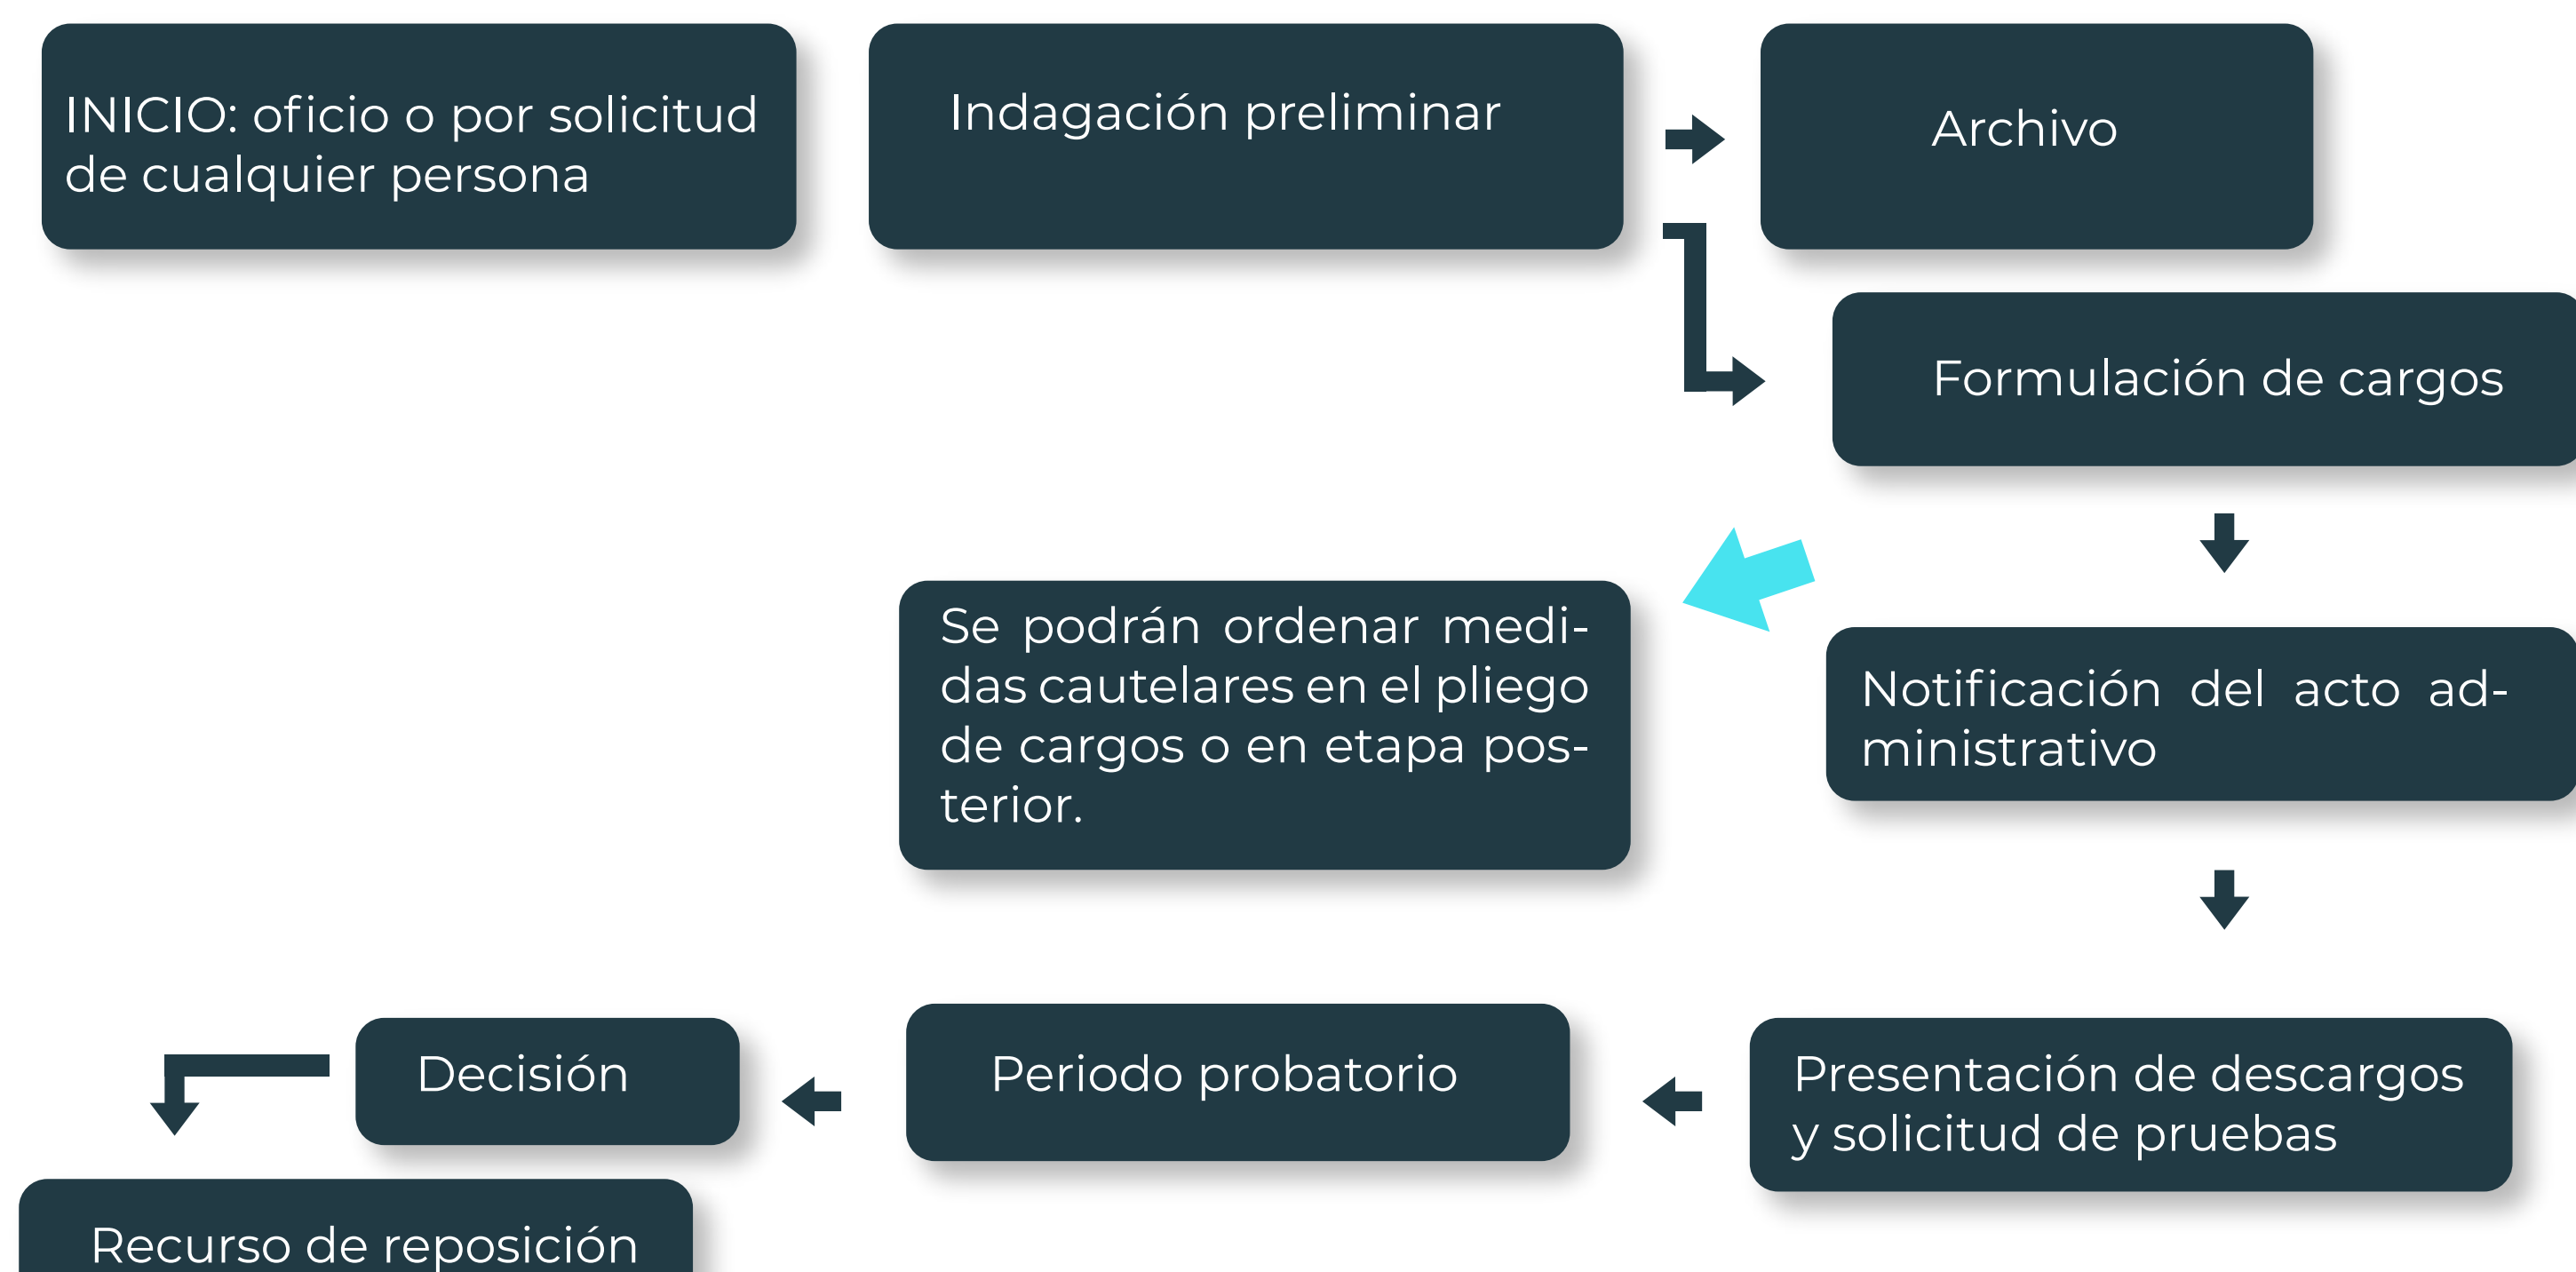 INICIO: oficio o por solicitud
de cualquier persona
Indagación preliminar
Archivo
Formulación de cargos
Se podrán ordenar medi-
das cautelares en el pliego
de cargos o en etapa pos-
terior.
Notificación del acto ad-
ministrativo
Decisión
Periodo probatorio
Presentación de descargos
y solicitud de pruebas
Recurso de reposición